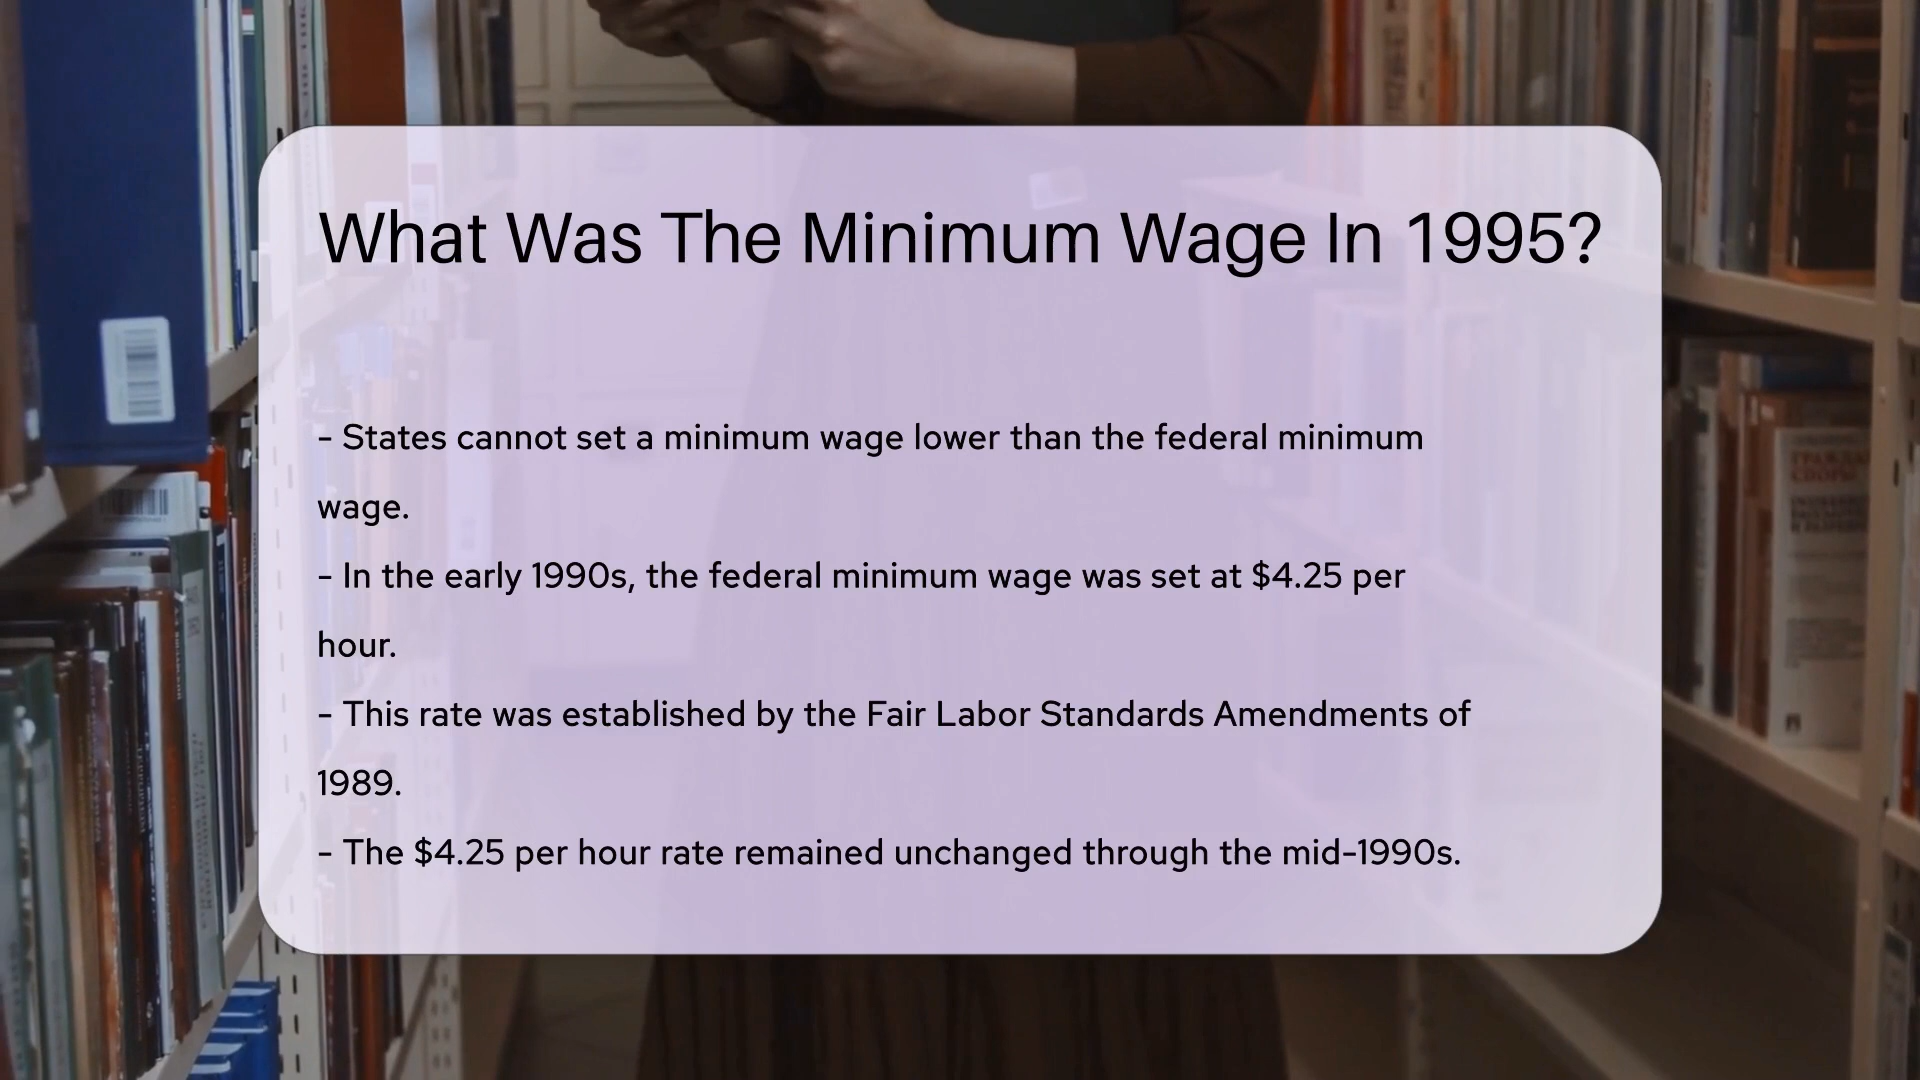 What Was The Minimum Wage In 1995?
- States cannot set a minimum wage lower than the federal minimum
wage.
- In the early 1990s, the federal minimum wage was set at $4.25 per
hour.
- This rate was established by the Fair Labor Standards Amendments of
1989.
- The $4.25 per hour rate remained unchanged through the mid-1990s.